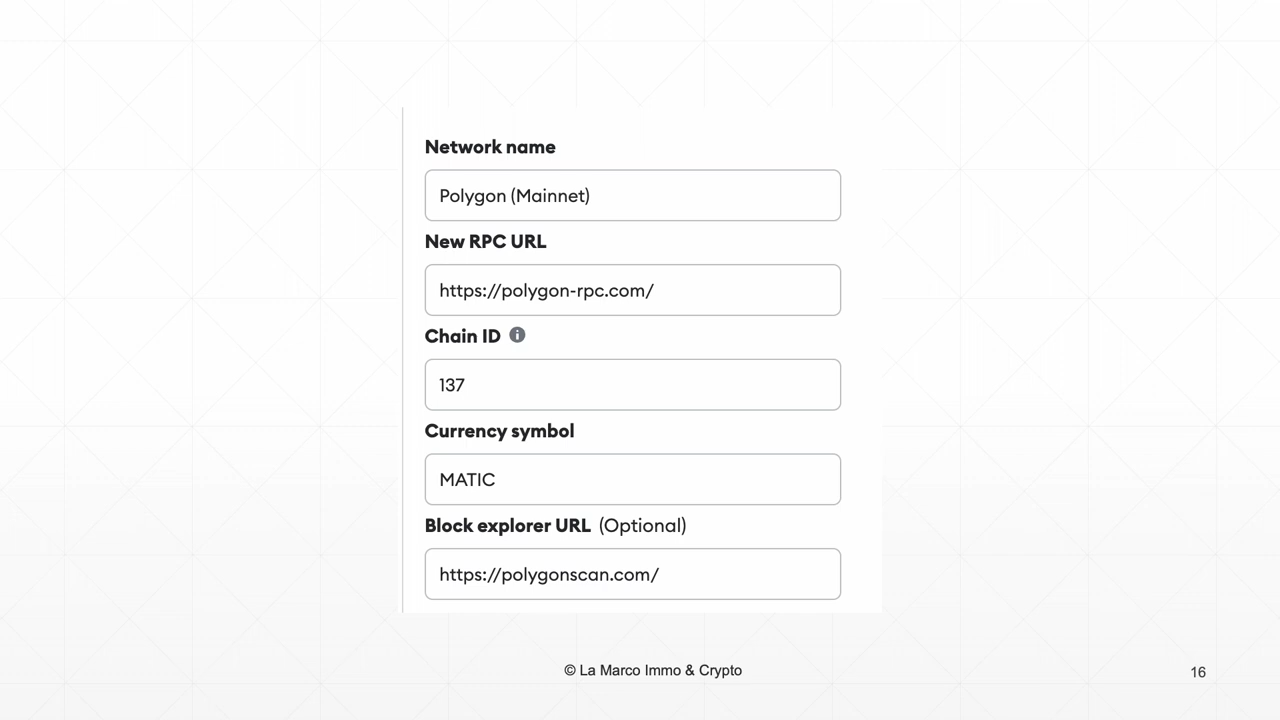 Network name
Polygon (Mainnet)
New RPC URL
https://polygon-rpc.com/
Chain ID
137
Currency symbol
MATIC
Block explorer URL (Optional)
https://polygonscan.com/
© La Marco Immo & Crypto
16